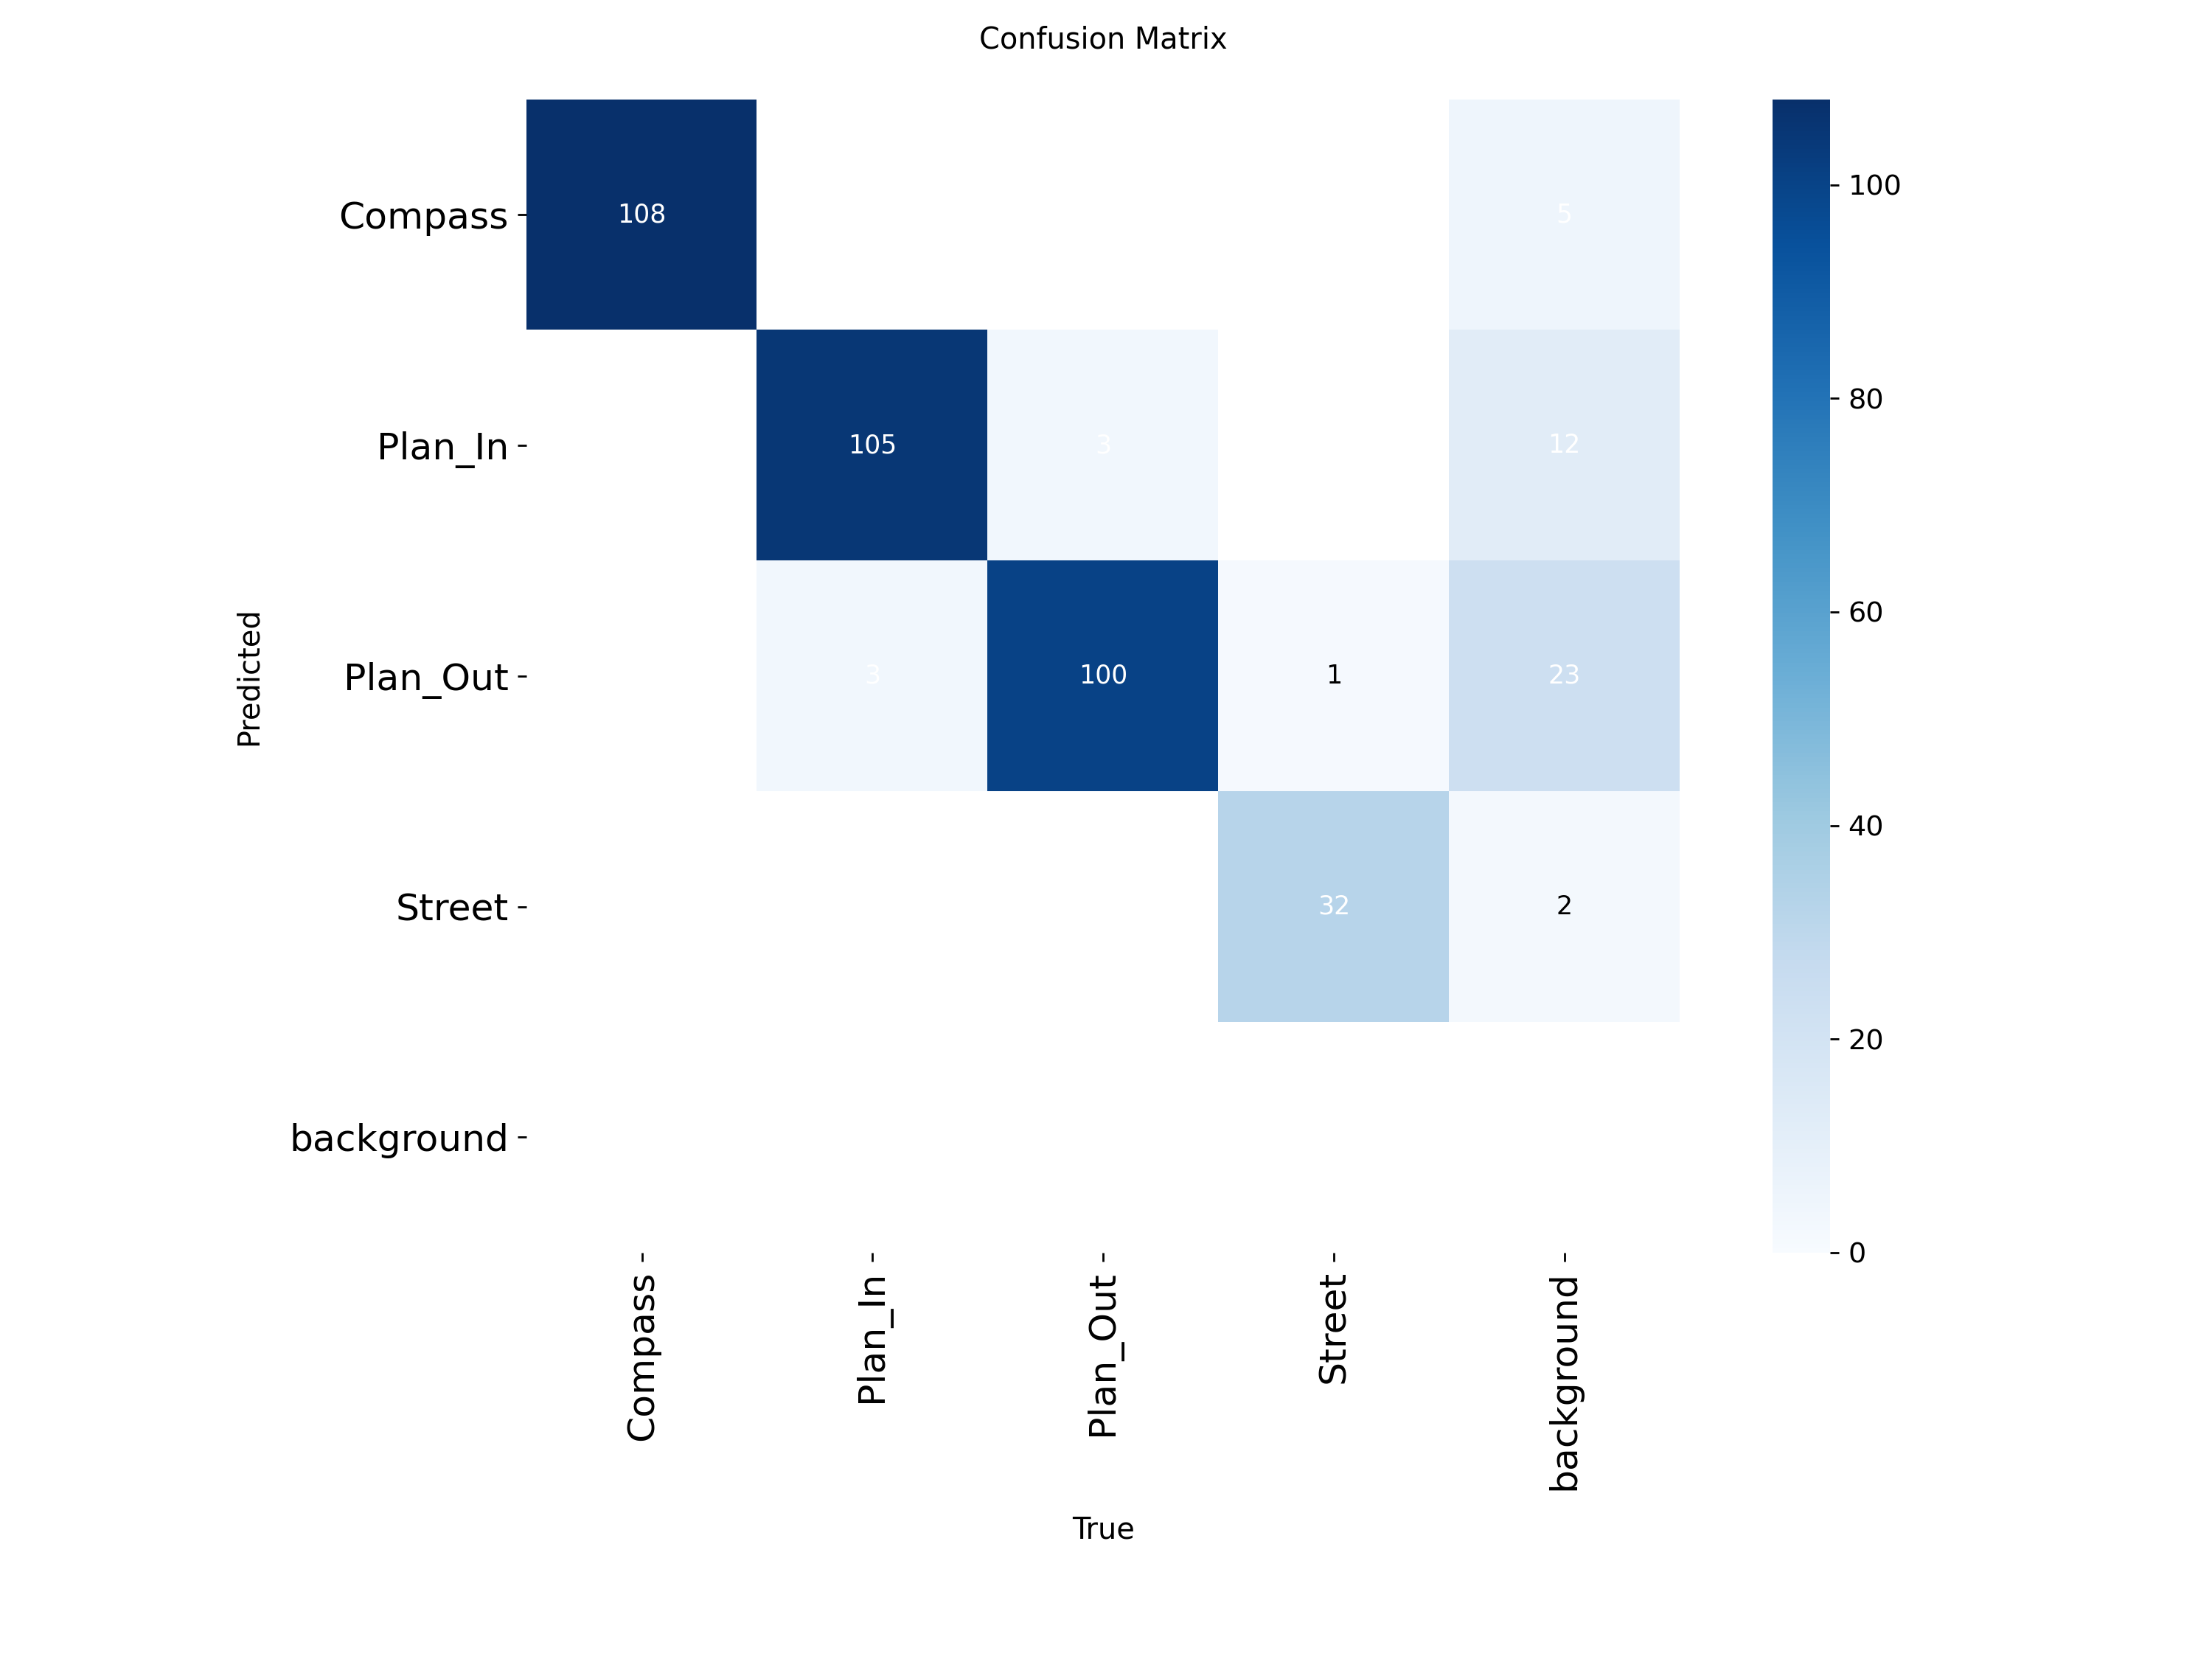 Confusion Matrix
Compass
108
5
100
Plan_In
105
3
12
80
60
Predicted
Plan_Out
3
100
1
23
40
Street
32
2
20
background
0
Compass
Plan_In
Plan_Out
Street
background
True